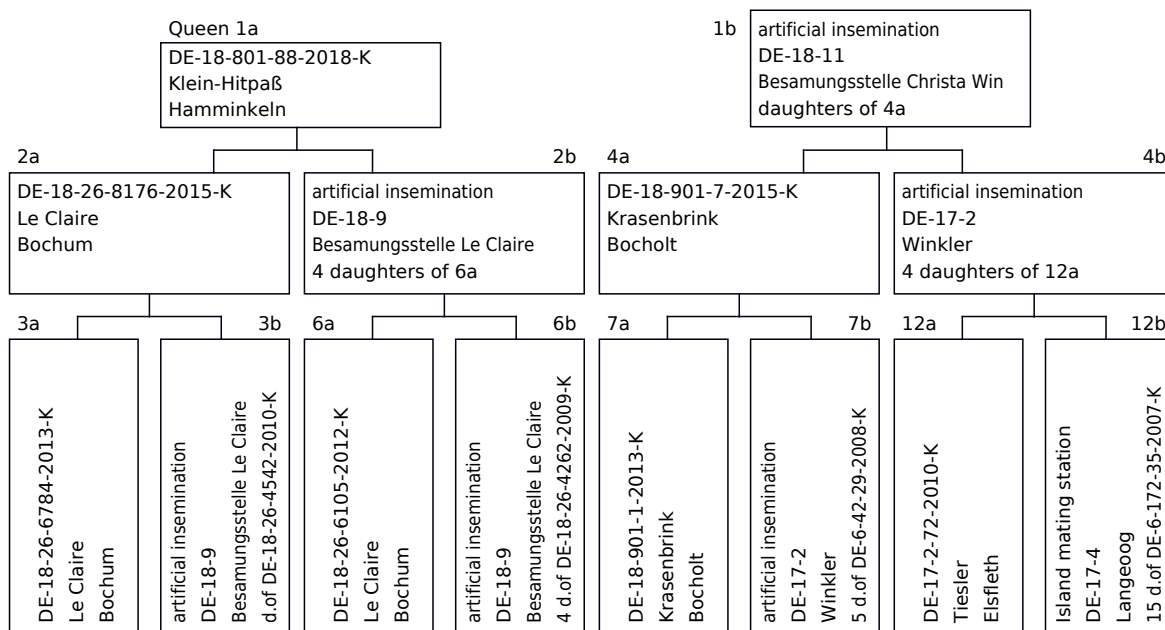 Queen 1a
DE-18-801-88-2018-K
Klein-Hitpaß
Hamminkeln
1b
artificial insemination
DE-18-11
Besamungsstelle Christa Win
daughters of 4a
2a
DE-18-26-8176-2015-K
Le Claire
Bochum
2b
artificial insemination
DE-18-9
Besamungsstelle Le Claire
4 daughters of 6a
4a
DE-18-901-7-2015-K
Krasenbrink
Bocholt
4b
artificial insemination
DE-17-2
Winkler
4 daughters of 12a
3a
DE-18-26-6784-2013-K
Le Claire
Bochum
3b
artificial insemination
DE-18-9
Besamungsstelle Le Claire
d.of DE-18-26-4542-2010-K
6a
DE-18-26-6105-2012-K
Le Claire
Bochum
6b
artificial insemination
DE-18-9
Besamungsstelle Le Claire
4 d.of DE-18-26-4262-2009-K
7a
DE-18-901-1-2013-K
Krasenbrink
Bocholt
7b
artificial insemination
DE-17-2
Winkler
5 d.of DE-6-42-29-2008-K
12a
DE-17-2-72-2010-K
Tiesler
Elsfleth
12b
Island mating station
DE-17-4
Langeoog
15 d.of DE-6-172-35-2007-K